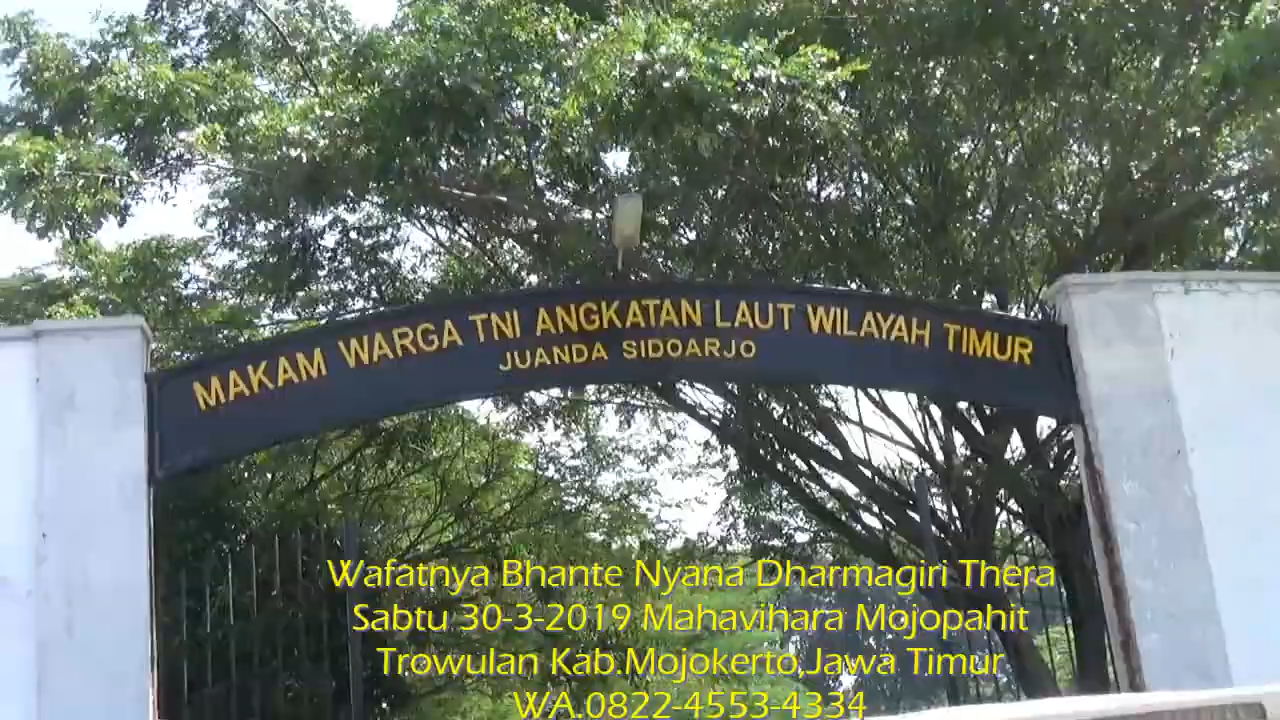 MAKAM WARGA TNI ANGKATAN LAUT WILAYAH TIMUR
JUANDA SIDOARJO
Wafatnya Bhante Nyana Dharmagiri Thera
Sabtu 30-3-2019 Mahavihara Mojopahit
Trowulan Kab.Mojokerto,Jawa Timur
WA.0822-4553-4334